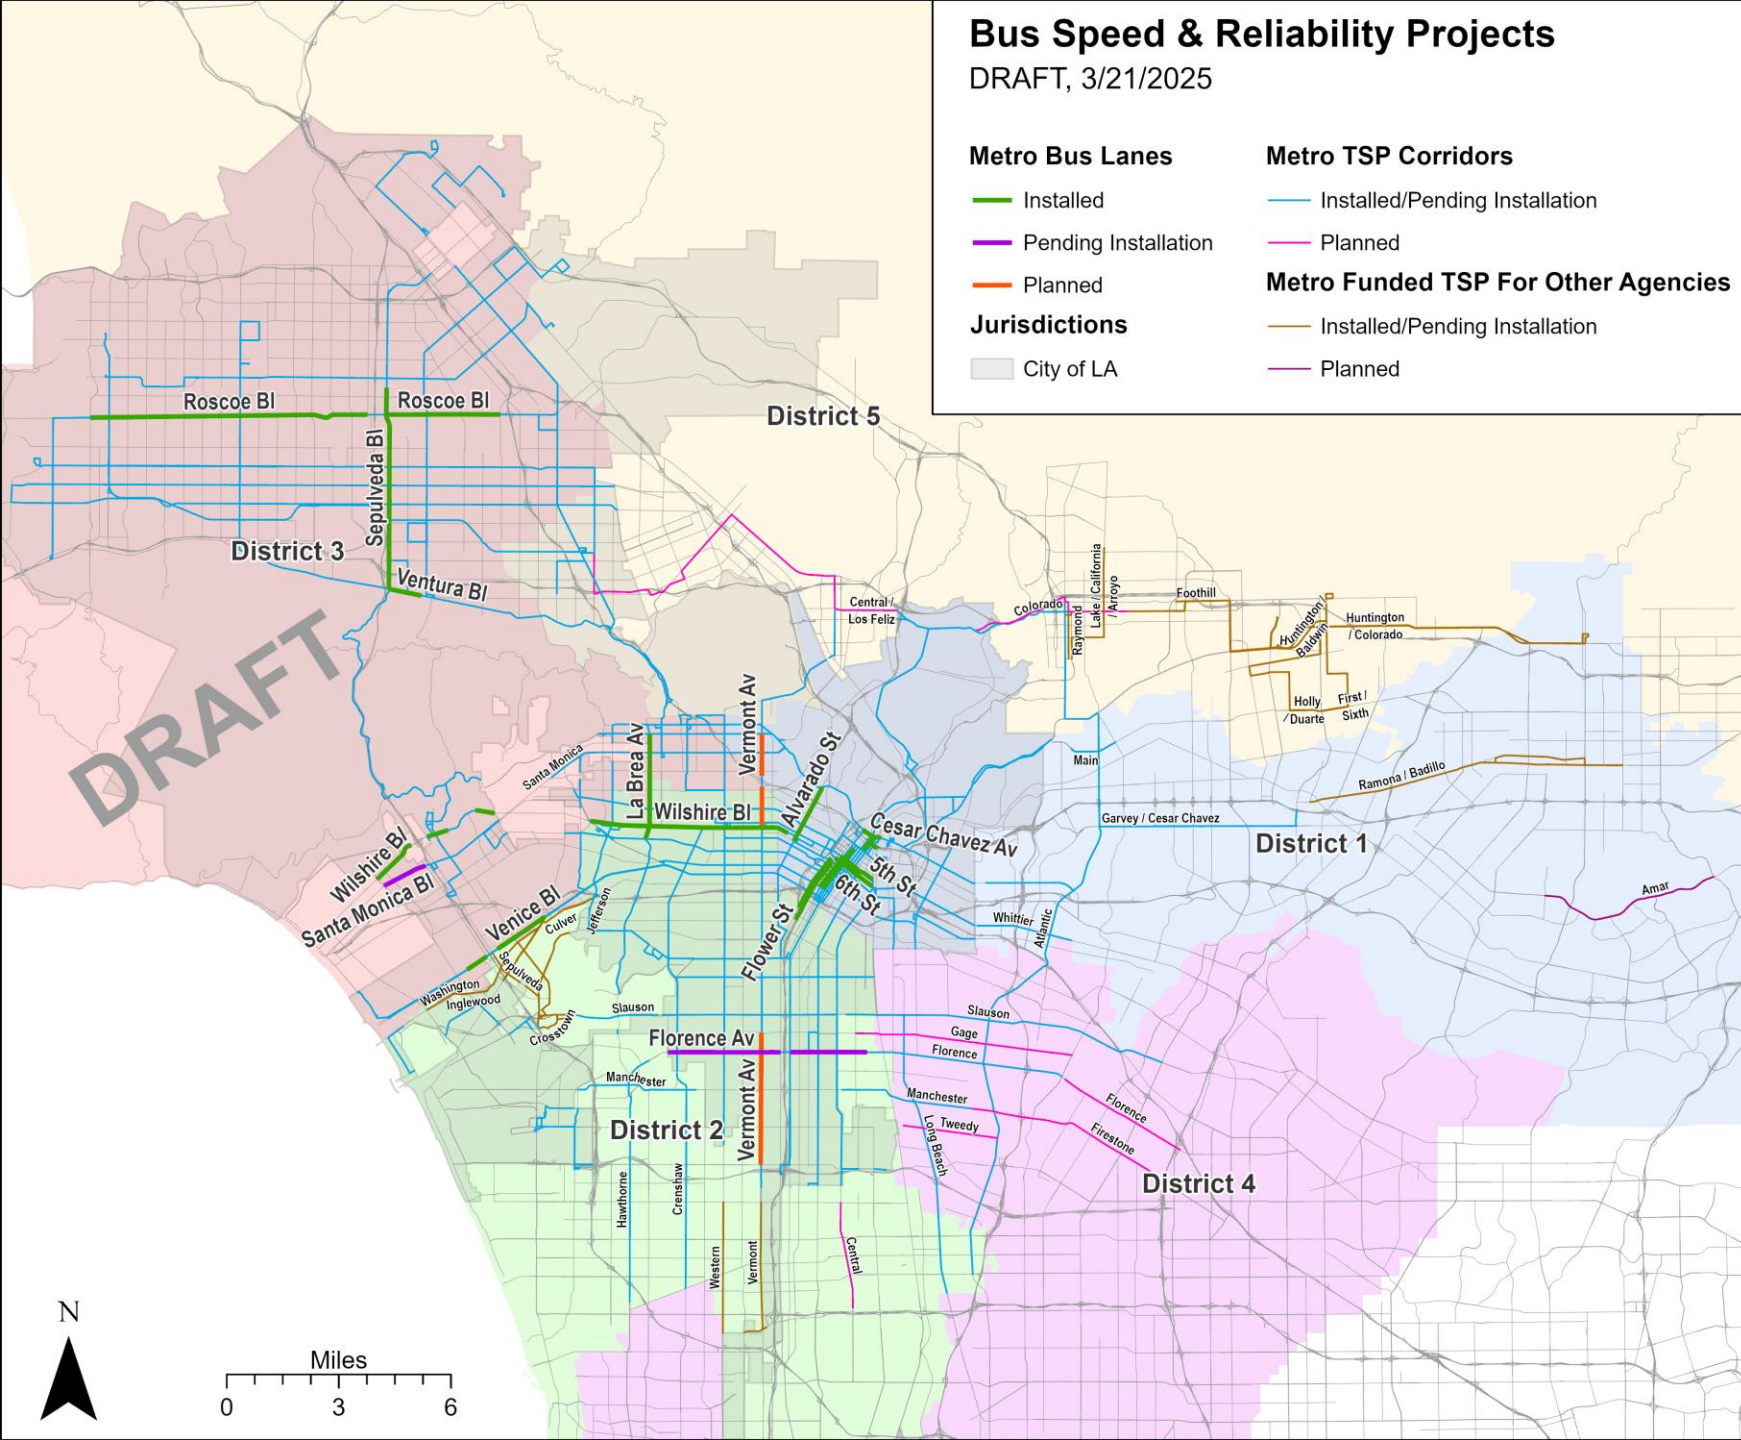 Bus Speed & Reliability Projects
DRAFT, 3/21/2025
Metro Bus Lanes
Installed
Pending Installation
Planned
Jurisdictions
City of LA
Metro TSP Corridors
Installed/Pending Installation
Planned
Metro Funded TSP For Other Agencies
Installed/Pending Installation
Planned
Roscoe Bl
Roscoe Bl
District 5
Sepulveda Bl
District 3
Ventura Bl
DRAFT
Central /
Los Feliz
Colorado
Raymond
Lake / California
/ Arroyo
Foothill
Huntington /
Baldwin
Huntington
/ Colorado
Holly
/ Duarte
First /
Sixth
Santa Monica
La Brea Av
Vermont Av
Alvarado St
Wilshire Bl
Main
Ramona / Badillo
Garvey / Cesar Chavez
District 1
Cesar Chavez Av
5th St
6th St
Flower St
Wilshire Bl
Santa Monica Bl
Venice Bl
Culver
Jefferson
Whittier
Atlantic
Amar
Sepulveda
Washington
Inglewood
Crosstown
Slauson
Slauson
Gage
Florence Av
Florence
Manchester
Vermont Av
Manchester
Tweedy
Long Beach
Florence
Firestone
District 2
District 4
Hawthorne
Crenshaw
Western
Vermont
Central
N
Miles
0 3 6